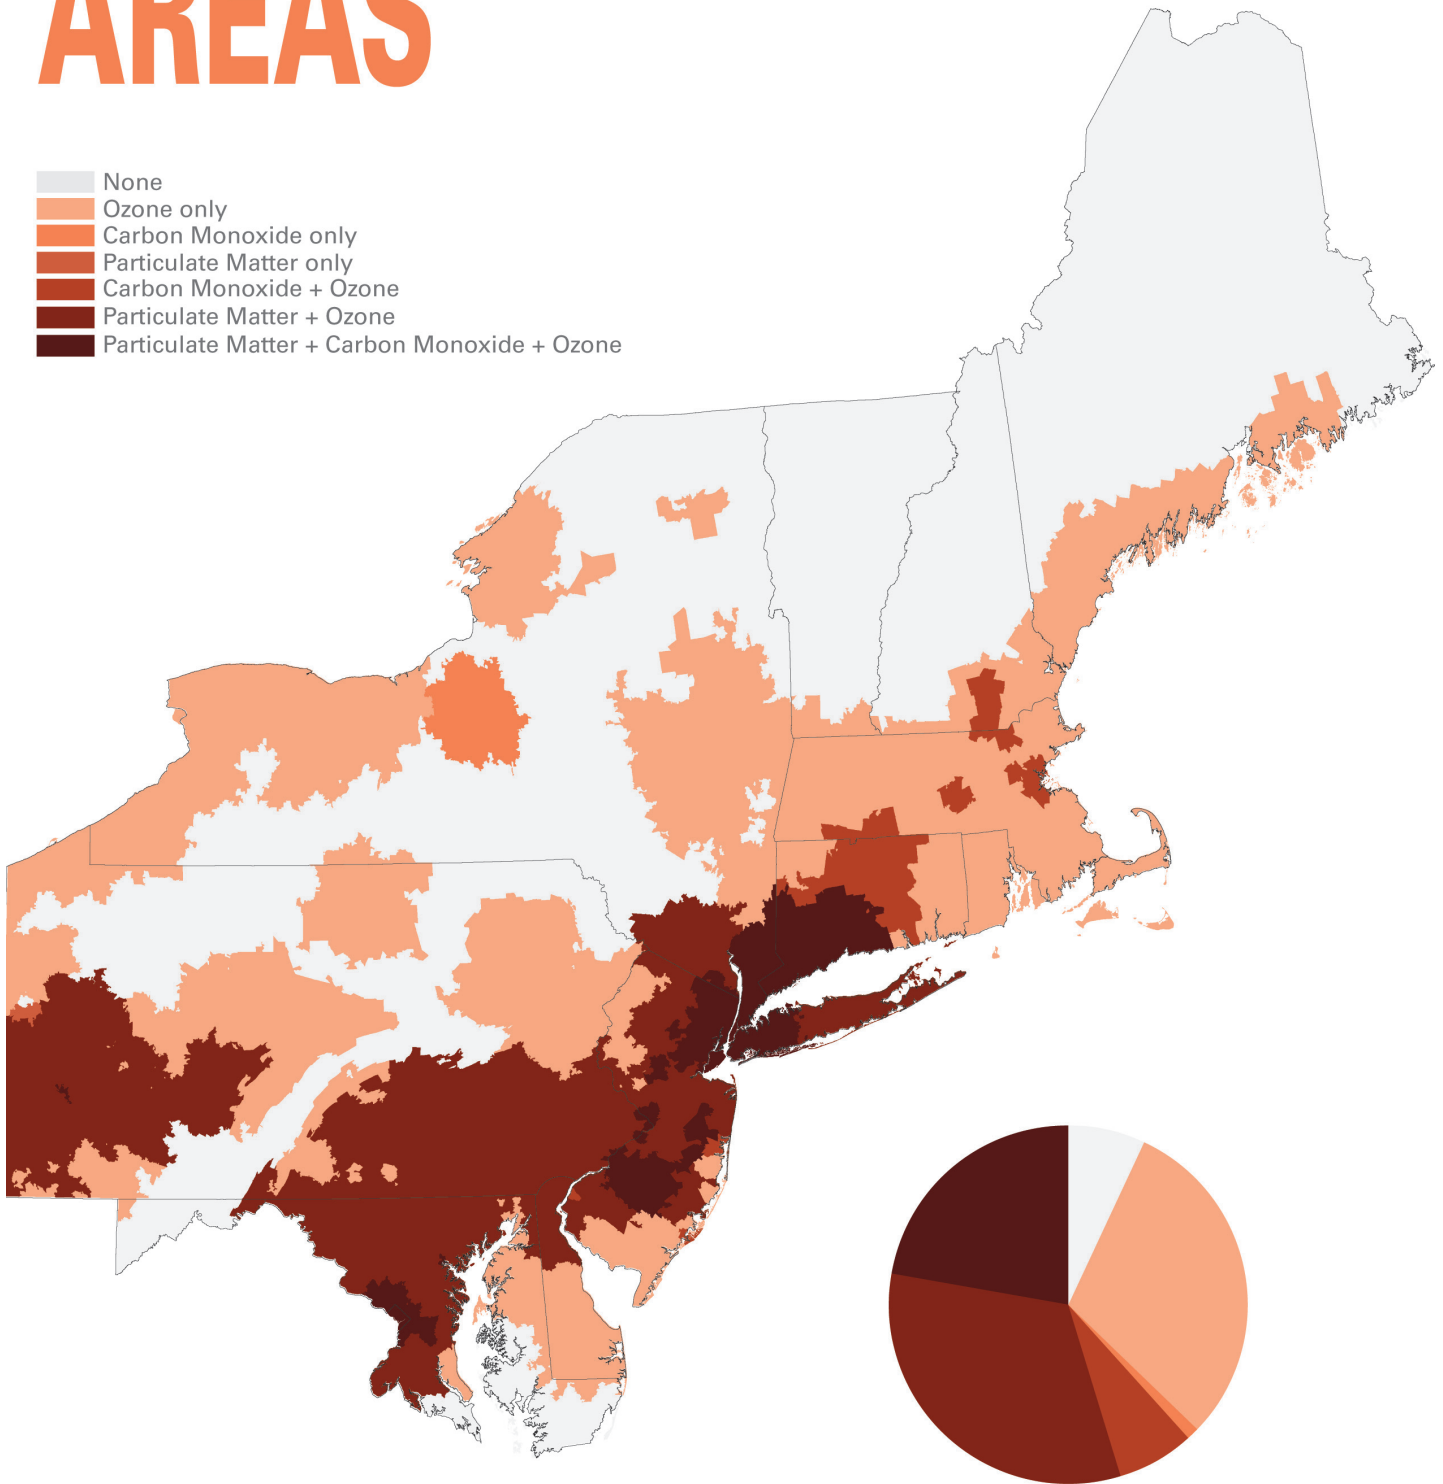 AREAS
None
Ozone only
Carbon Monoxide only
Particulate Matter only
Carbon Monoxide + Ozone
Particulate Matter + Ozone
Particulate Matter + Carbon Monoxide + Ozone